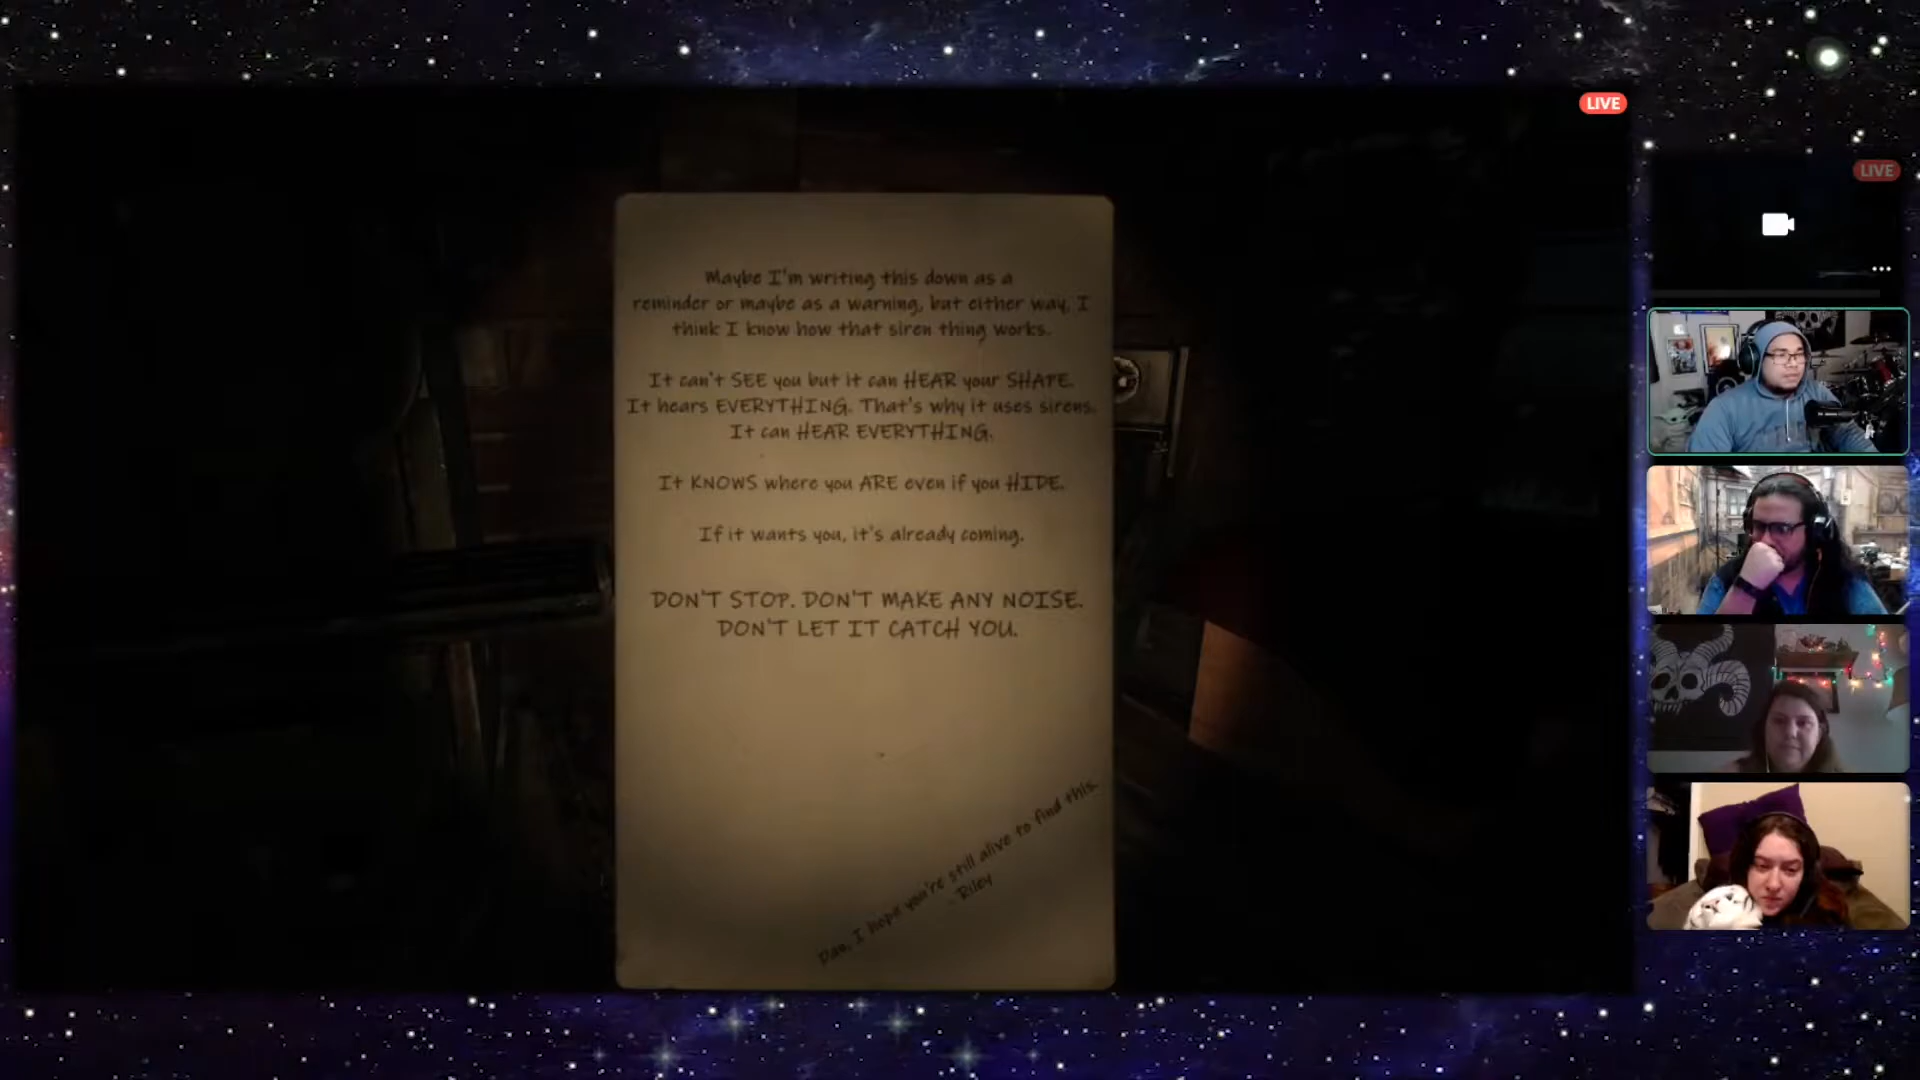 LIVE
LIVE
Maybe I'm writing this down as a
reminder or maybe as a warning, but either way, I
think I know how that siren thing works.
It can't SEE you but it can HEAR your SHAPE.
It hears EVERYTHING. That's why it uses sirens.
It can HEAR EVERYTHING.
It KNOWS where you ARE even if you HIDE.
If it wants you, it's already coming.
DON'T STOP. DON'T MAKE ANY NOISE.
DON'T LET IT CATCH YOU.
I hope you're still alive to find this.
-Riley